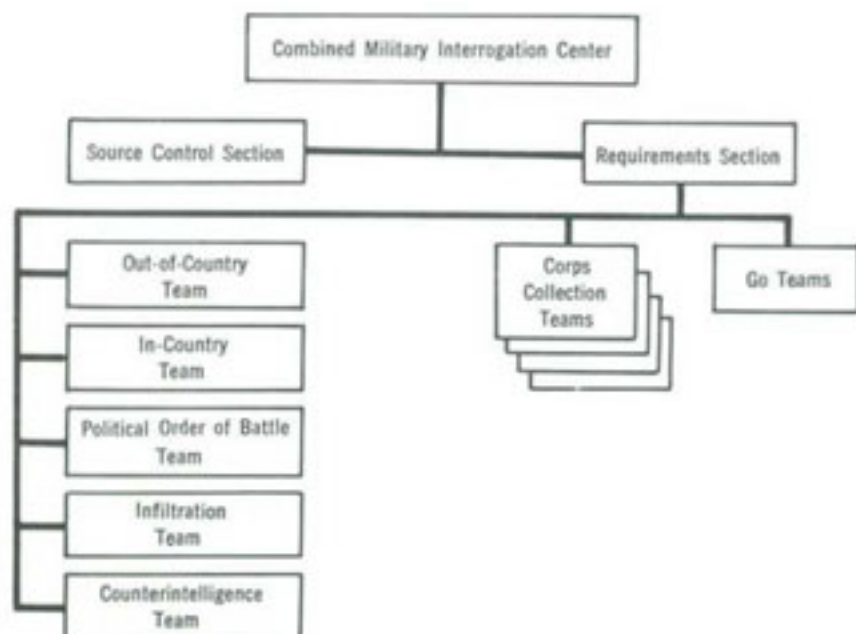 Combined Military Interrogation Center
Source Control Section
Requirements Section
Out-of-Country
Team
In-Country
Team
Political Order of Battle
Team
Infiltration
Team
Counterintelligence
Team
Corps
Collection
Teams
Go Teams